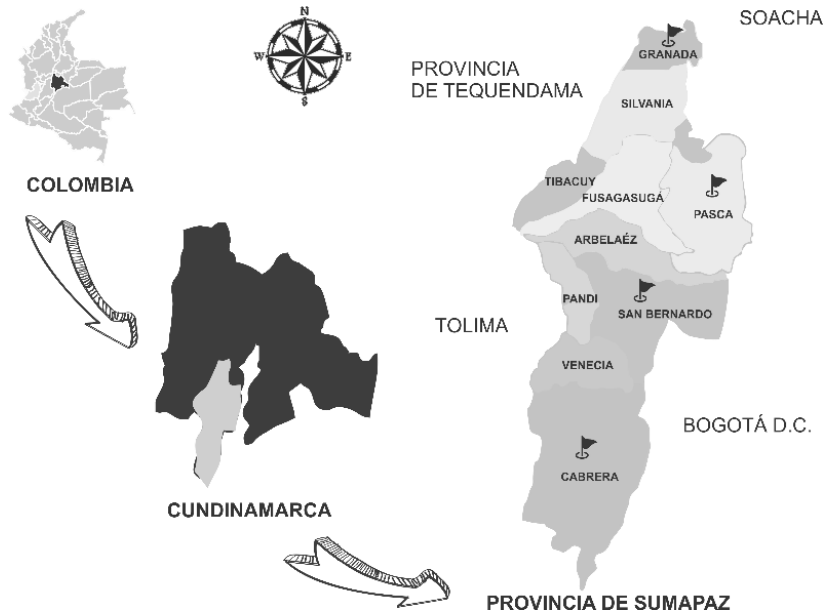 COLOMBIA
N
W
E
S
CUNDINAMARCA
SOACHA
PROVINCIA
DE TEQUENDAMA
GRANADA
SILVANIA
TIBACUY
FUSAGASUGÁ
PASCA
ARBELAÉZ
PANDI
SAN BERNARDO
TOLIMA
VENECIA
BOGOTÁ D.C.
CABRERA
PROVINCIA DE SUMAPAZ